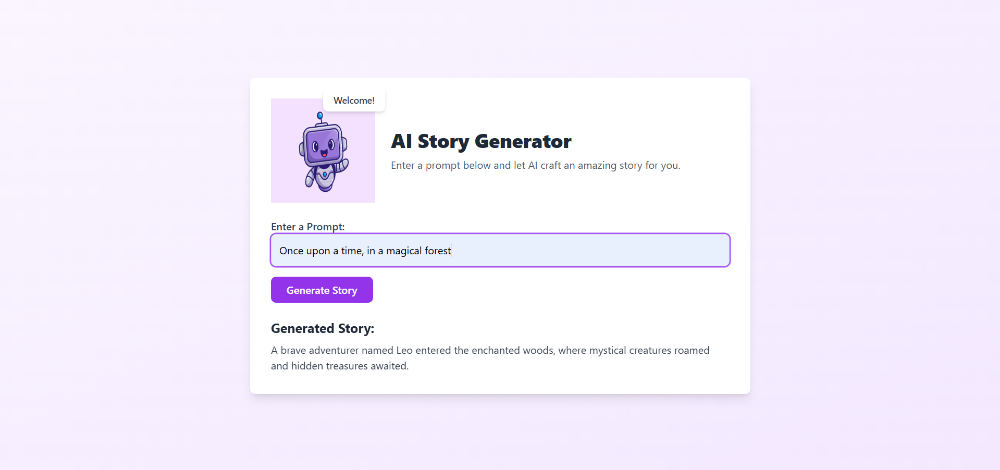 Welcome!
AI Story Generator
Enter a prompt below and let AI craft an amazing story for you.
Enter a Prompt:
Once upon a time, in a magical forest
Generate Story
Generated Story:
A brave adventurer named Leo entered the enchanted woods, where mystical creatures roamed
and hidden treasures awaited.